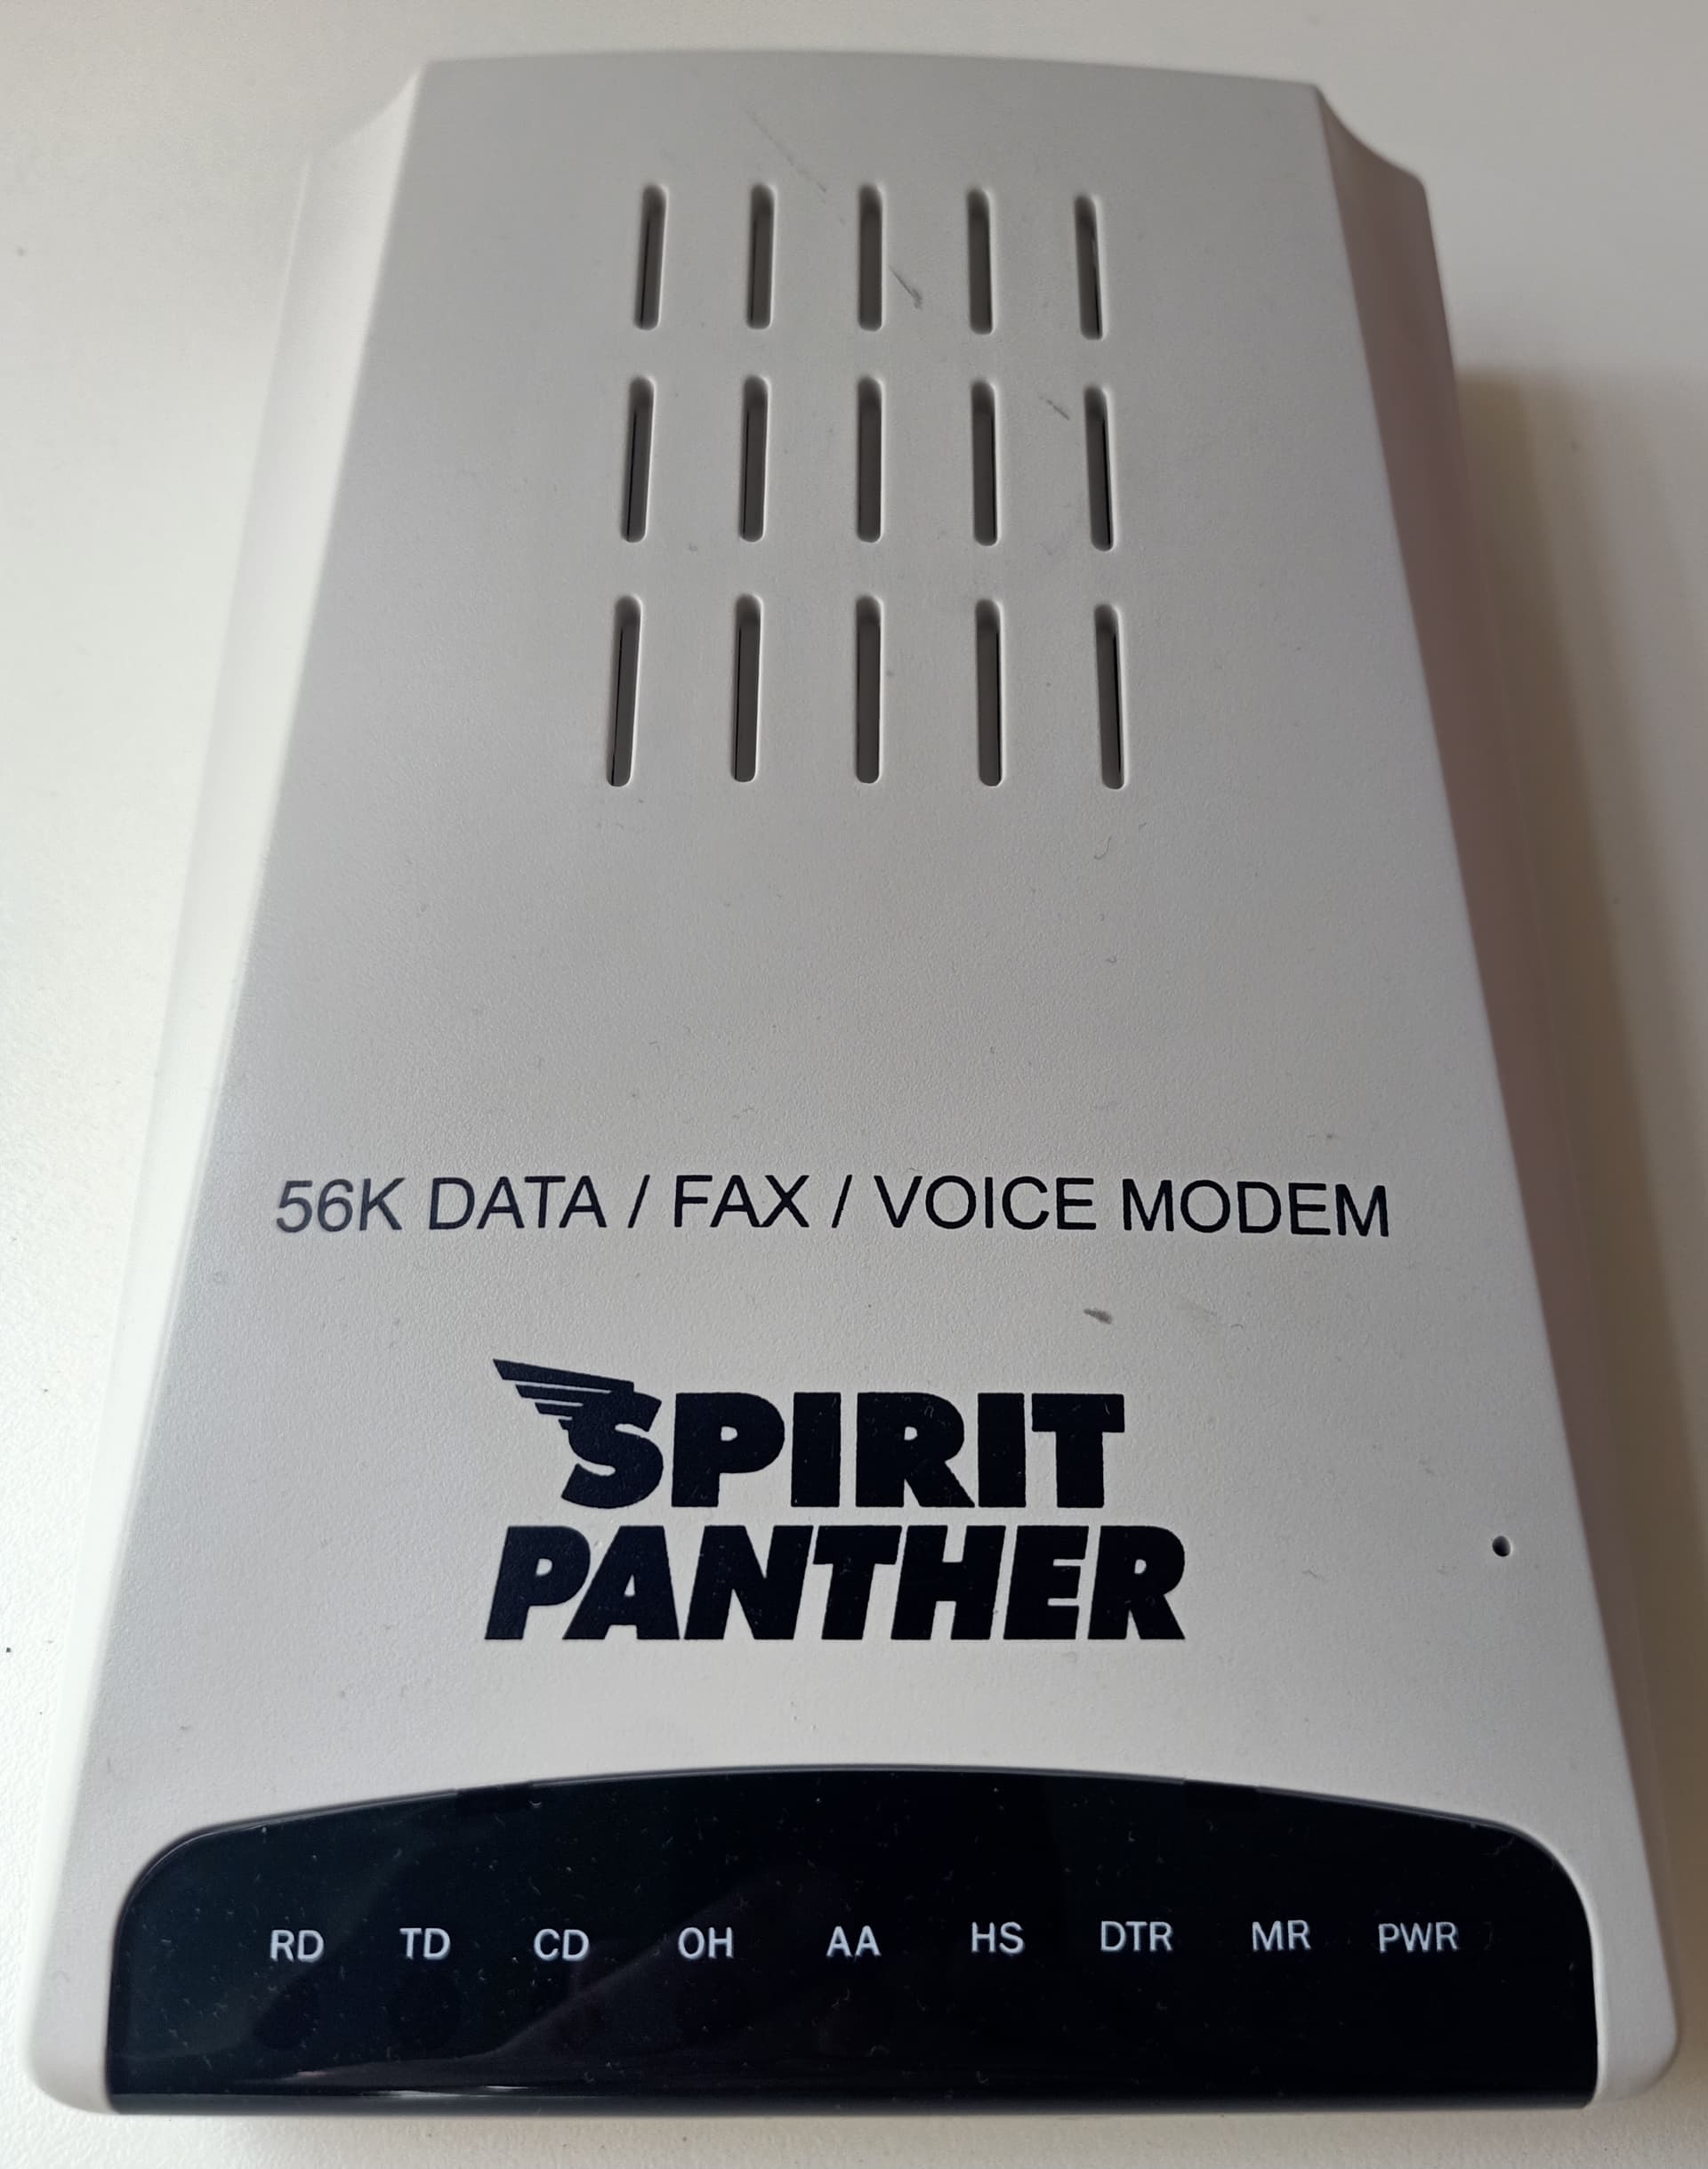 56K DATA / FAX / VOICE MODEM
SPIRIT
PANTHER
RD TD CD OH AA HS DTR MR PWR